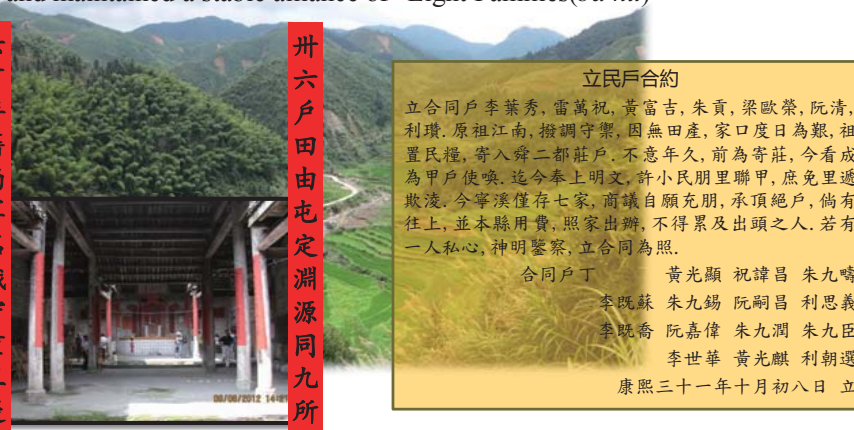 and maintained a stable alliance of "Eight Families(
卅六戶田由屯定淵源同九所
立民戶合約
立合同戶李葉秀,雷萬祝,黃富吉,朱貢,梁歐榮,阮清,
利瓚.原祖江南,撥調守禦,因無田產,家口度日為艱,祖
置民糧,寄入舜二都莊戶.不意年久,前為寄莊,今看成
為甲戶使喚.迄今奉上明文,許小民朋里聯甲,庶免里遞
欺淩.今寧溪僅存七家,商議自願充朋,承頂絕戶,倘有
往上,並本縣用費,照家出辦,不得累及出頭之人.若有
一人私心,神明鑒察,立合同為照.
合同戶丁 黃光顯 祝諱昌 朱九疇
李既蘇 朱九錫 阮嗣昌 利思義
李既喬 阮嘉偉 朱九潤 朱九臣
李世華 黃光麒 利朝選
康熙三十一年十月初八日 立
08/08/2012